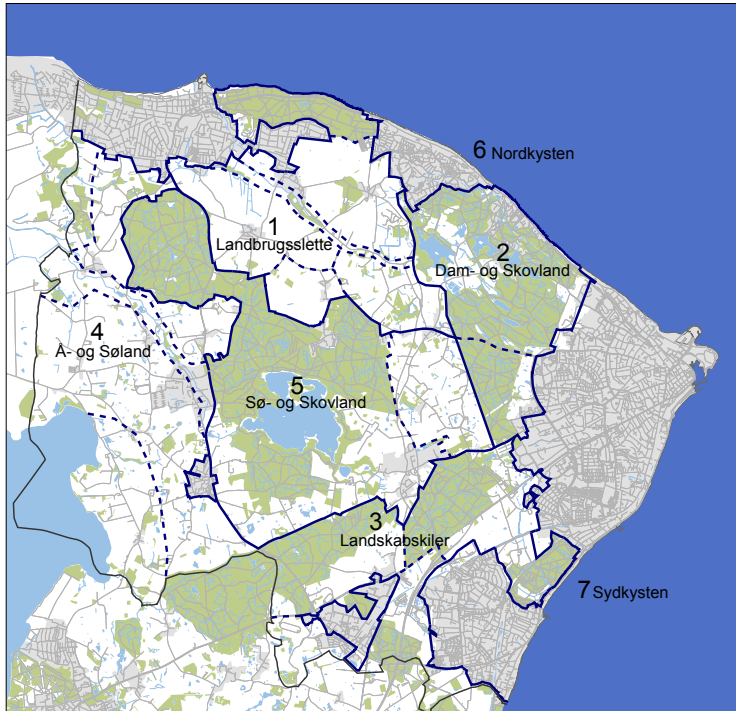 6 Nordkysten
1
Landbrugsslette
2
Dam- og Skovland
4
Å- og Søland
5
Sø- og Skovland
3
Landskabskiler
7 Sydkysten